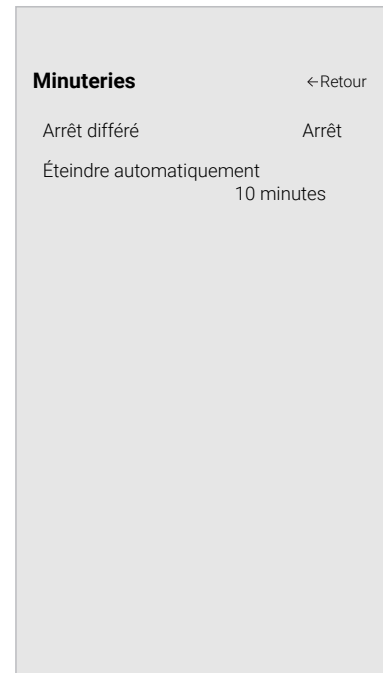 Minuteries ←Retour
Arrêt différé Arrêt
Éteindre automatiquement
10 minutes